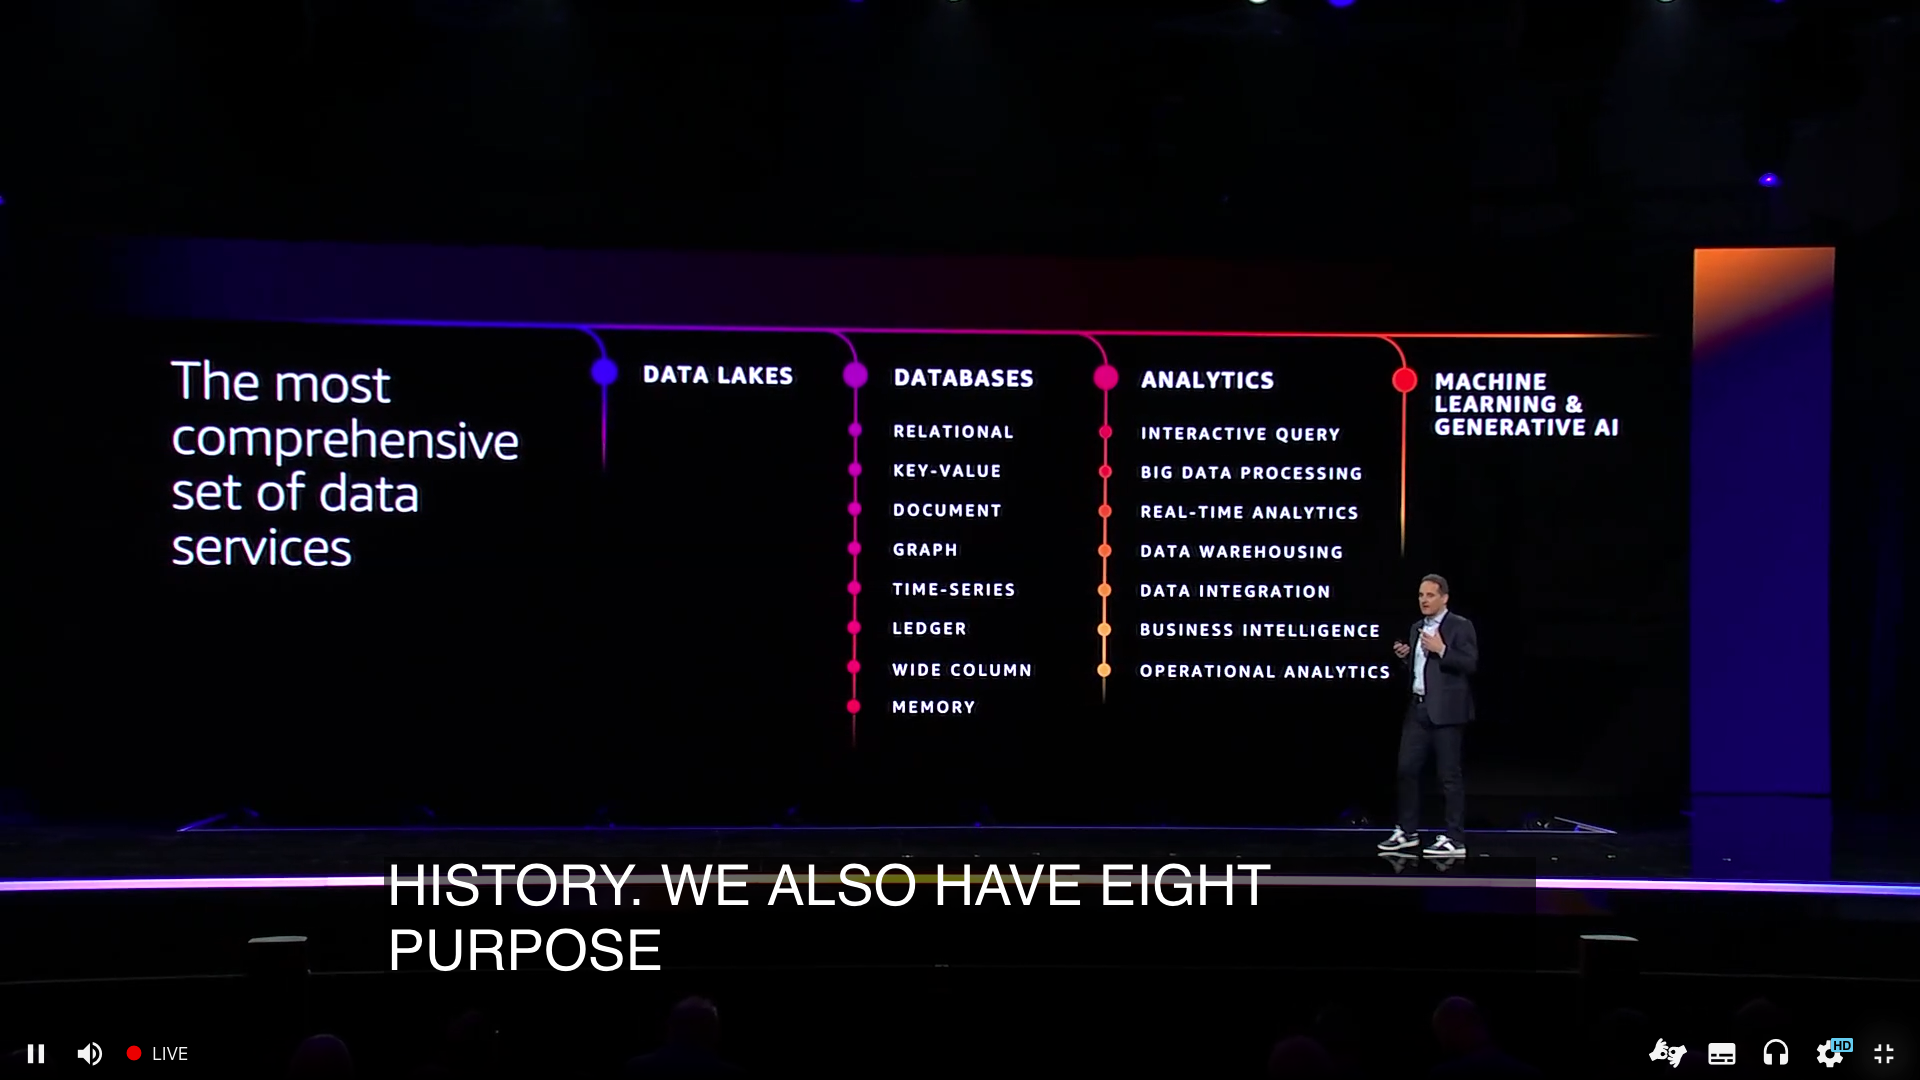 The most
comprehensive
set of data
services
DATA LAKES
DATABASES
RELATIONAL
KEY-VALUE
DOCUMENT
GRAPH
TIME-SERIES
LEDGER
WIDE COLUMN
MEMORY
ANALYTICS
INTERACTIVE QUERY
BIG DATA PROCESSING
REAL-TIME ANALYTICS
DATA WAREHOUSING
DATA INTEGRATION
BUSINESS INTELLIGENCE
OPERATIONAL ANALYTICS
MACHINE
LEARNING &
GENERATIVE AI
HISTORY. WE ALSO HAVE EIGHT
PURPOSE
LIVE
HD